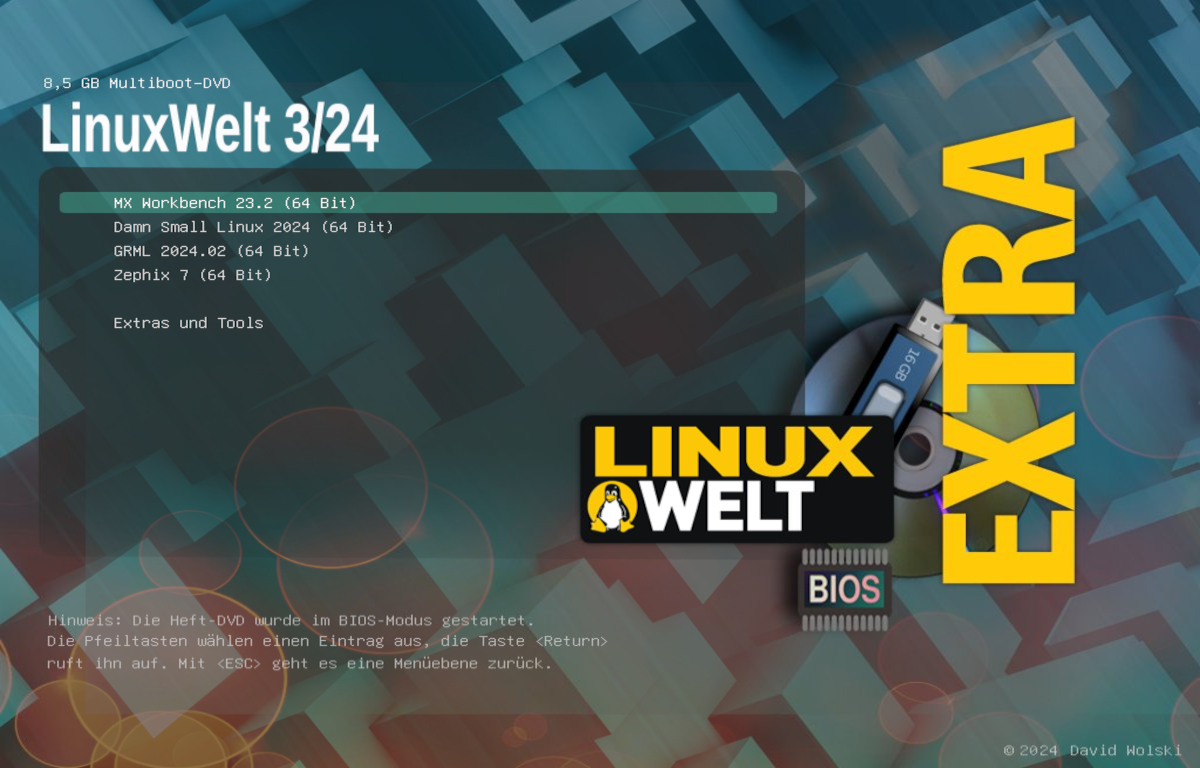 8,5 GB Multiboot-DVD
LinuxWelt 3/24
MX Workbench 23.2 (64 Bit)
Damn Small Linux 2024 (64 Bit)
GRML 2024.02 (64 Bit)
Zephix 7 (64 Bit)
Extras und Tools
EXTRA
16GB
LINUX
WELT
BIOS
Hinweis: Die Heft-DVD wurde im BIOS-Modus gestartet.
Die Pfeiltasten wählen einen Eintrag aus, die Taste <Return>
ruft ihn auf. Mit <ESC> geht es eine Menüebene zurück.
© 2024 David Wolski